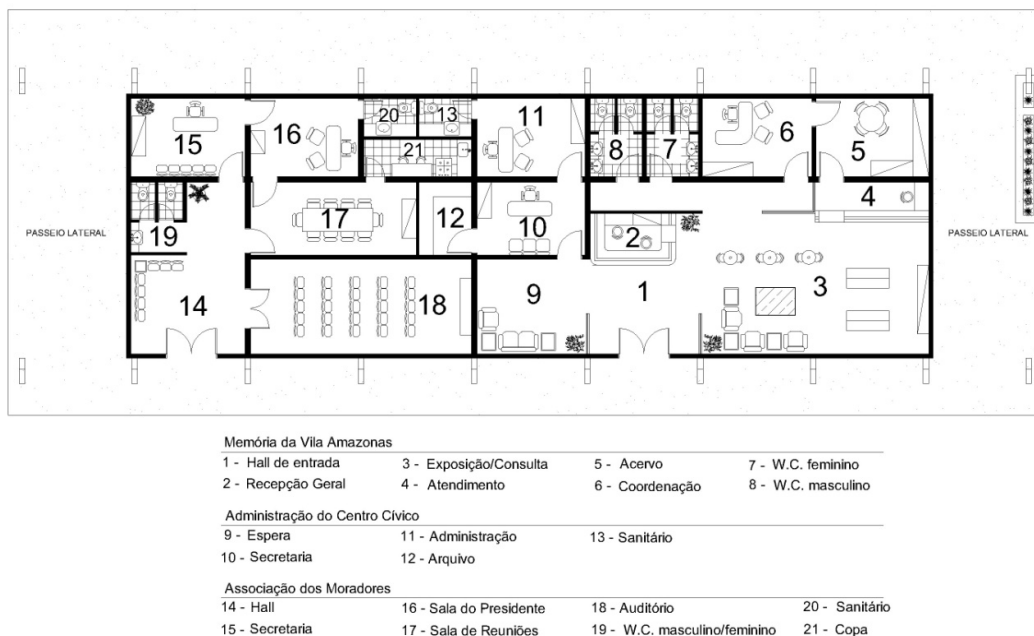 15
16
20
13
11
8
7
6
5
21
4
19
17
12
10
2
PASSEIO LATERAL
PASSEIO LATERAL
14
18
9
1
3
Memória da Vila Amazonas
1 - Hall de entrada 3 - Exposição/Consulta 5 - Acervo 7 - W.C. feminino
2 - Recepção Geral 4 - Atendimento 6 - Coordenação 8 - W.C. masculino
Administração do Centro Cívico
9 - Espera 11 - Administração 13 - Sanitário
10 - Secretaria 12 - Arquivo
Associação dos Moradores
14 - Hall 16 - Sala do Presidente 18 - Auditório 20 - Sanitário
15 - Secretaria 17 - Sala de Reuniões 19 - W.C. masculino/feminino 21 - Copa